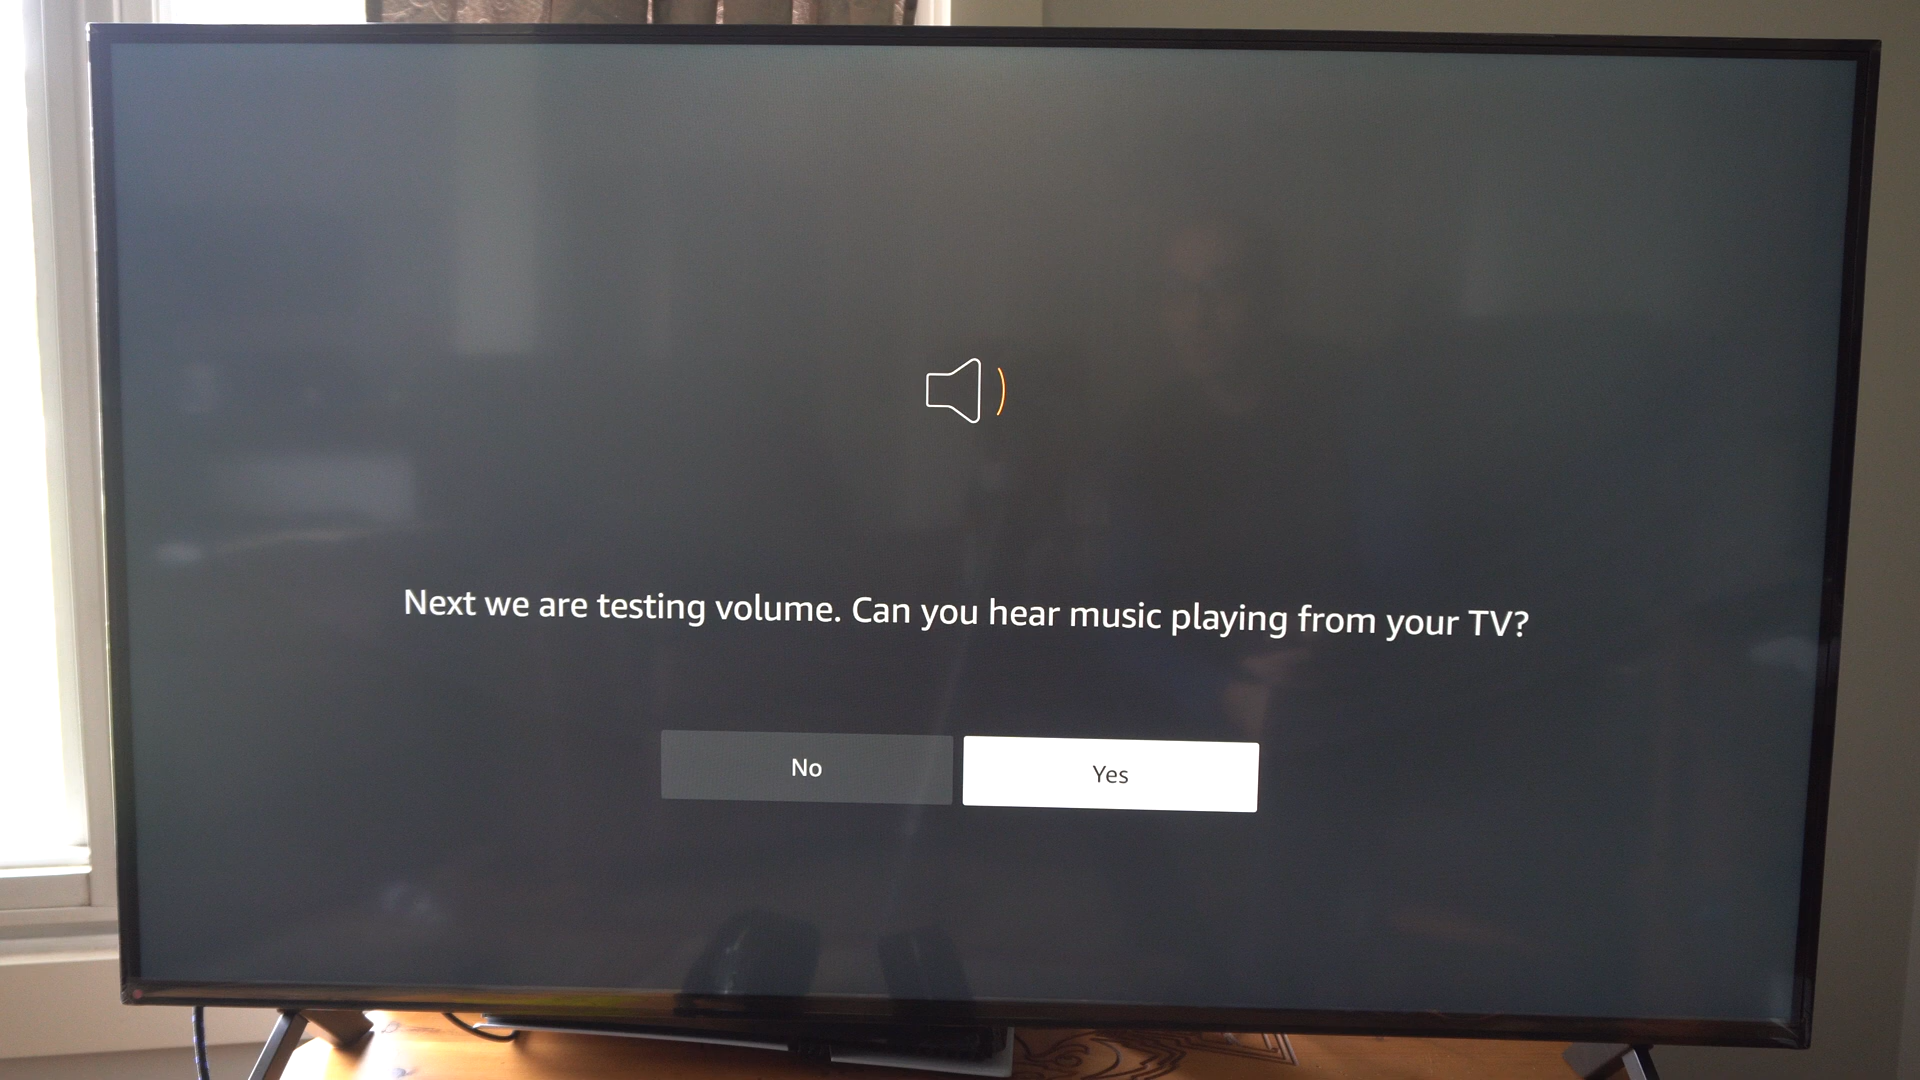 Next we are testing volume. Can you hear music playing from your TV?
No
Yes